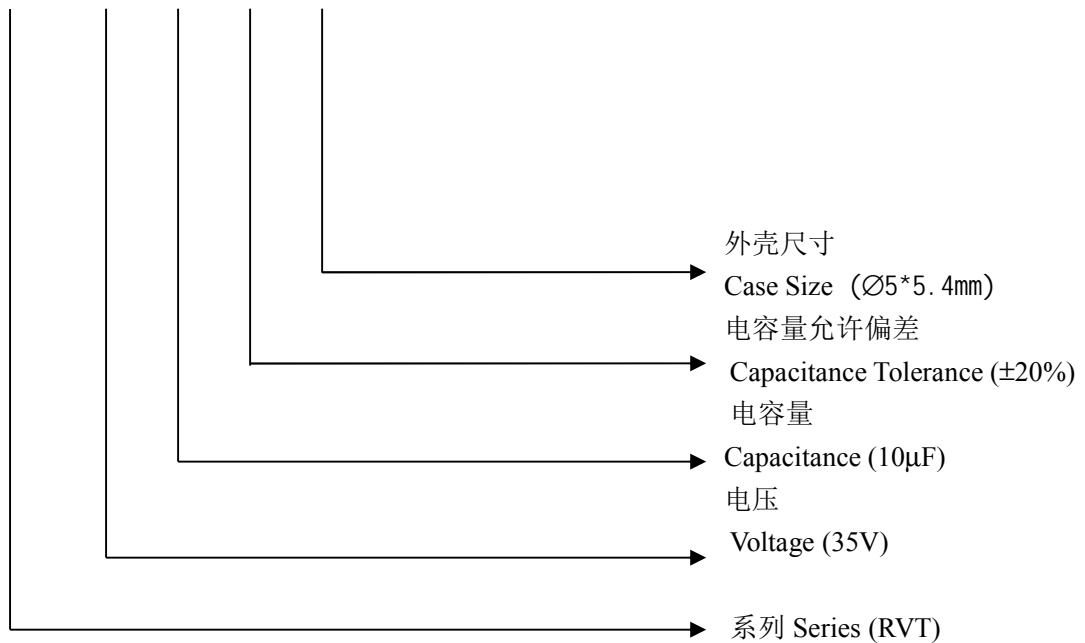 外壳尺寸
Case Size (∅5*5.4mm)
电容量允许偏差
Capacitance Tolerance (±20%)
电容量
Capacitance (10μF)
电压
Voltage (35V)
系列 Series (RVT)